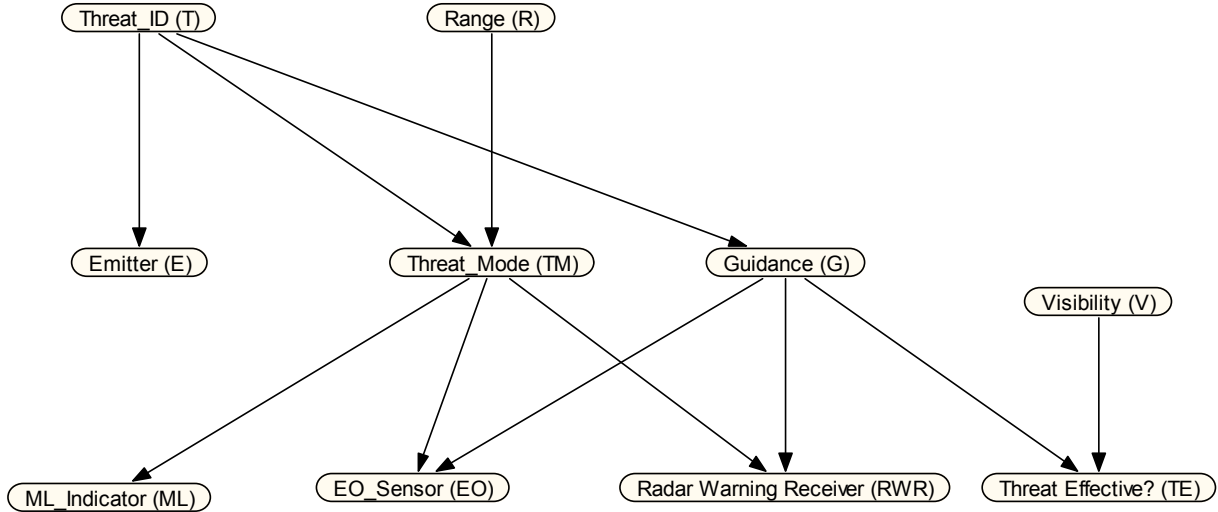 Threat_ID (T)
Range (R)
Emitter (E)
Threat_Mode (TM)
Guidance (G)
Visibility (V)
ML_Indicator (ML)
EO_Sensor (EO)
Radar Warning Receiver (RWR)
Threat Effective? (TE)